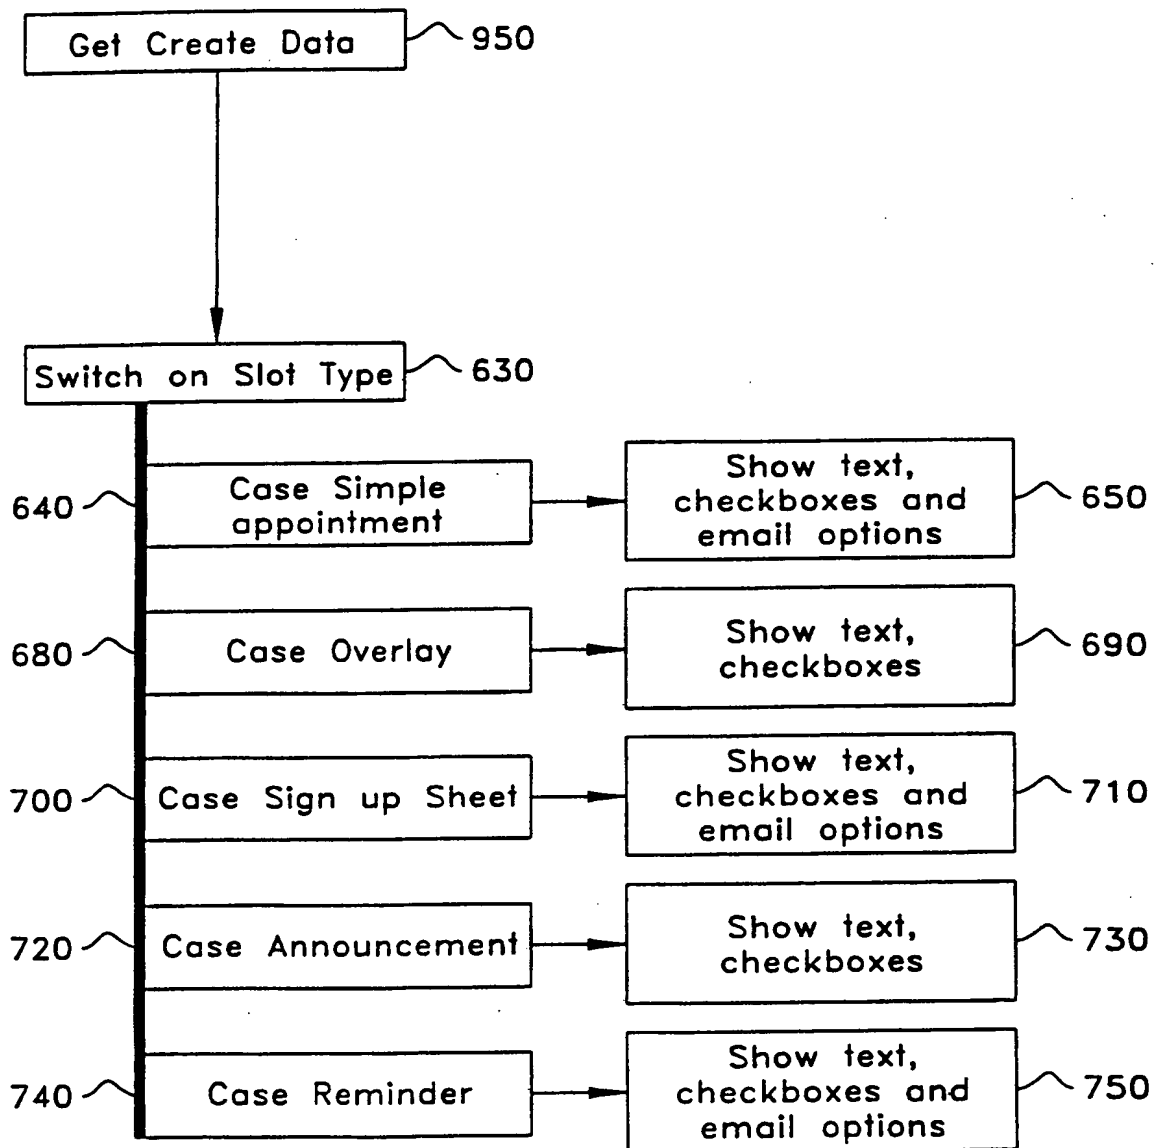 Get Create Data
950
Switch on Slot Type
630
640
Case Simple
appointment
Show text,
checkboxes and
email options
650
680
Case Overlay
Show text,
checkboxes
690
700
Case Sign up Sheet
Show text,
checkboxes and
email options
710
720
Case Announcement
Show text,
checkboxes
730
740
Case Reminder
Show text,
checkboxes and
email options
750